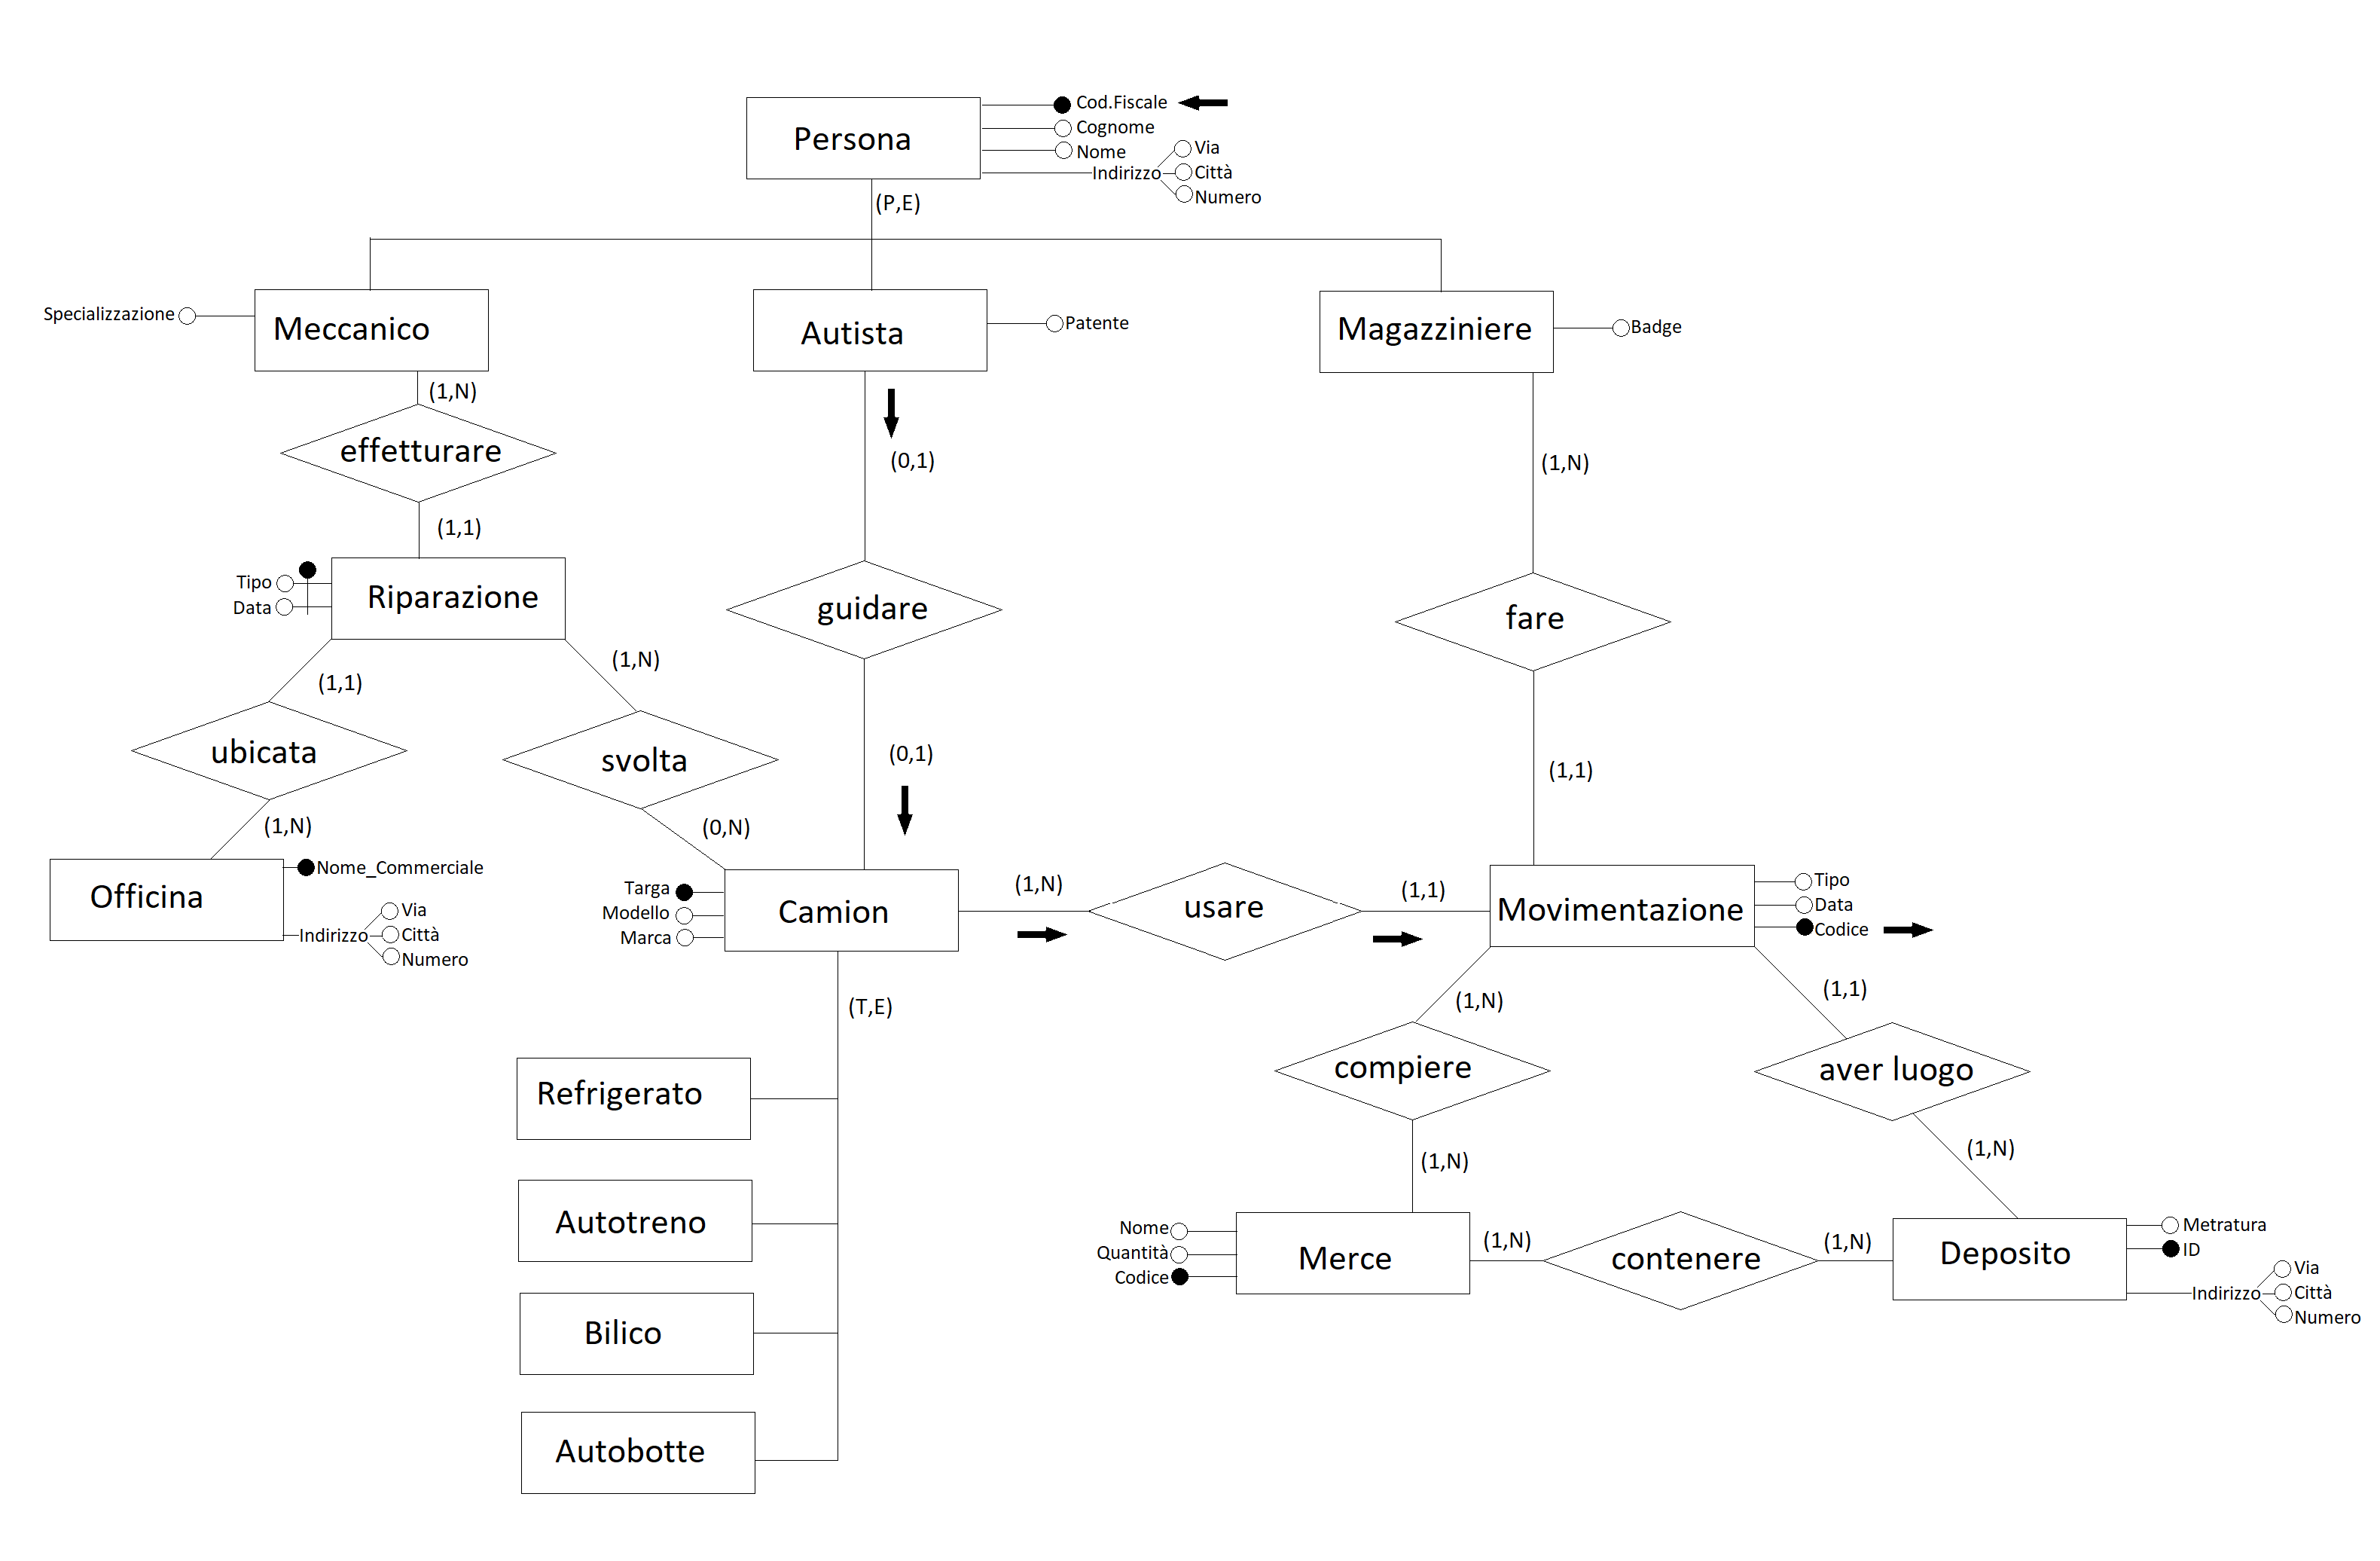 Persona
Cod.Fiscale
Cognome
Nome
Indirizzo
Via
Città
Numero
(P,E)
Specializzazione
Meccanico
Autista
Patente
Magazziniere
Badge
(1,N)
effetturare
(0,1)
(1,N)
(1,1)
Tipo
Data
Riparazione
guidare
fare
(1,1)
(1,N)
ubicata
svolta
(0,1)
(1,1)
(1,N)
(0,N)
Officina
Nome_Commerciale
Indirizzo
Via
Città
Numero
Targa
Modello
Marca
Camion
(1,N)
usare
(1,1)
Movimentazione
Tipo
Data
Codice
(T,E)
(1,N)
(1,1)
Refrigerato
compiere
aver luogo
(1,N)
(1,N)
Autotreno
Nome
Quantità
Codice
Merce
(1,N)
contenere
(1,N)
Deposito
Metratura
ID
Indirizzo
Via
Città
Numero
Bilico
Autobotte